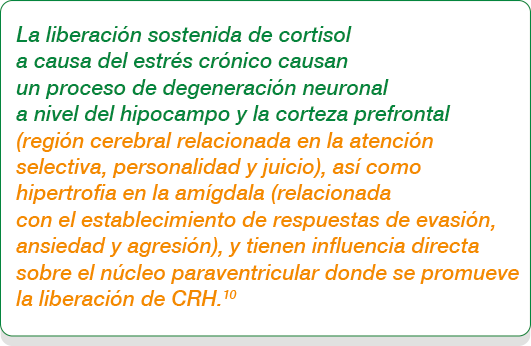 La liberación sostenida de cortisol
a causa del estrés crónico causan
un proceso de degeneración neuronal
a nivel del hipocampo y la corteza prefrontal
(región cerebral relacionada en la atención
selectiva, personalidad y juicio), así como
hipertrofia en la amígdala (relacionada
con el establecimiento de respuestas de evasión,
ansiedad y agresión), y tienen influencia directa
sobre el núcleo paraventricular donde se promueve
la liberación de CRH.¹⁰